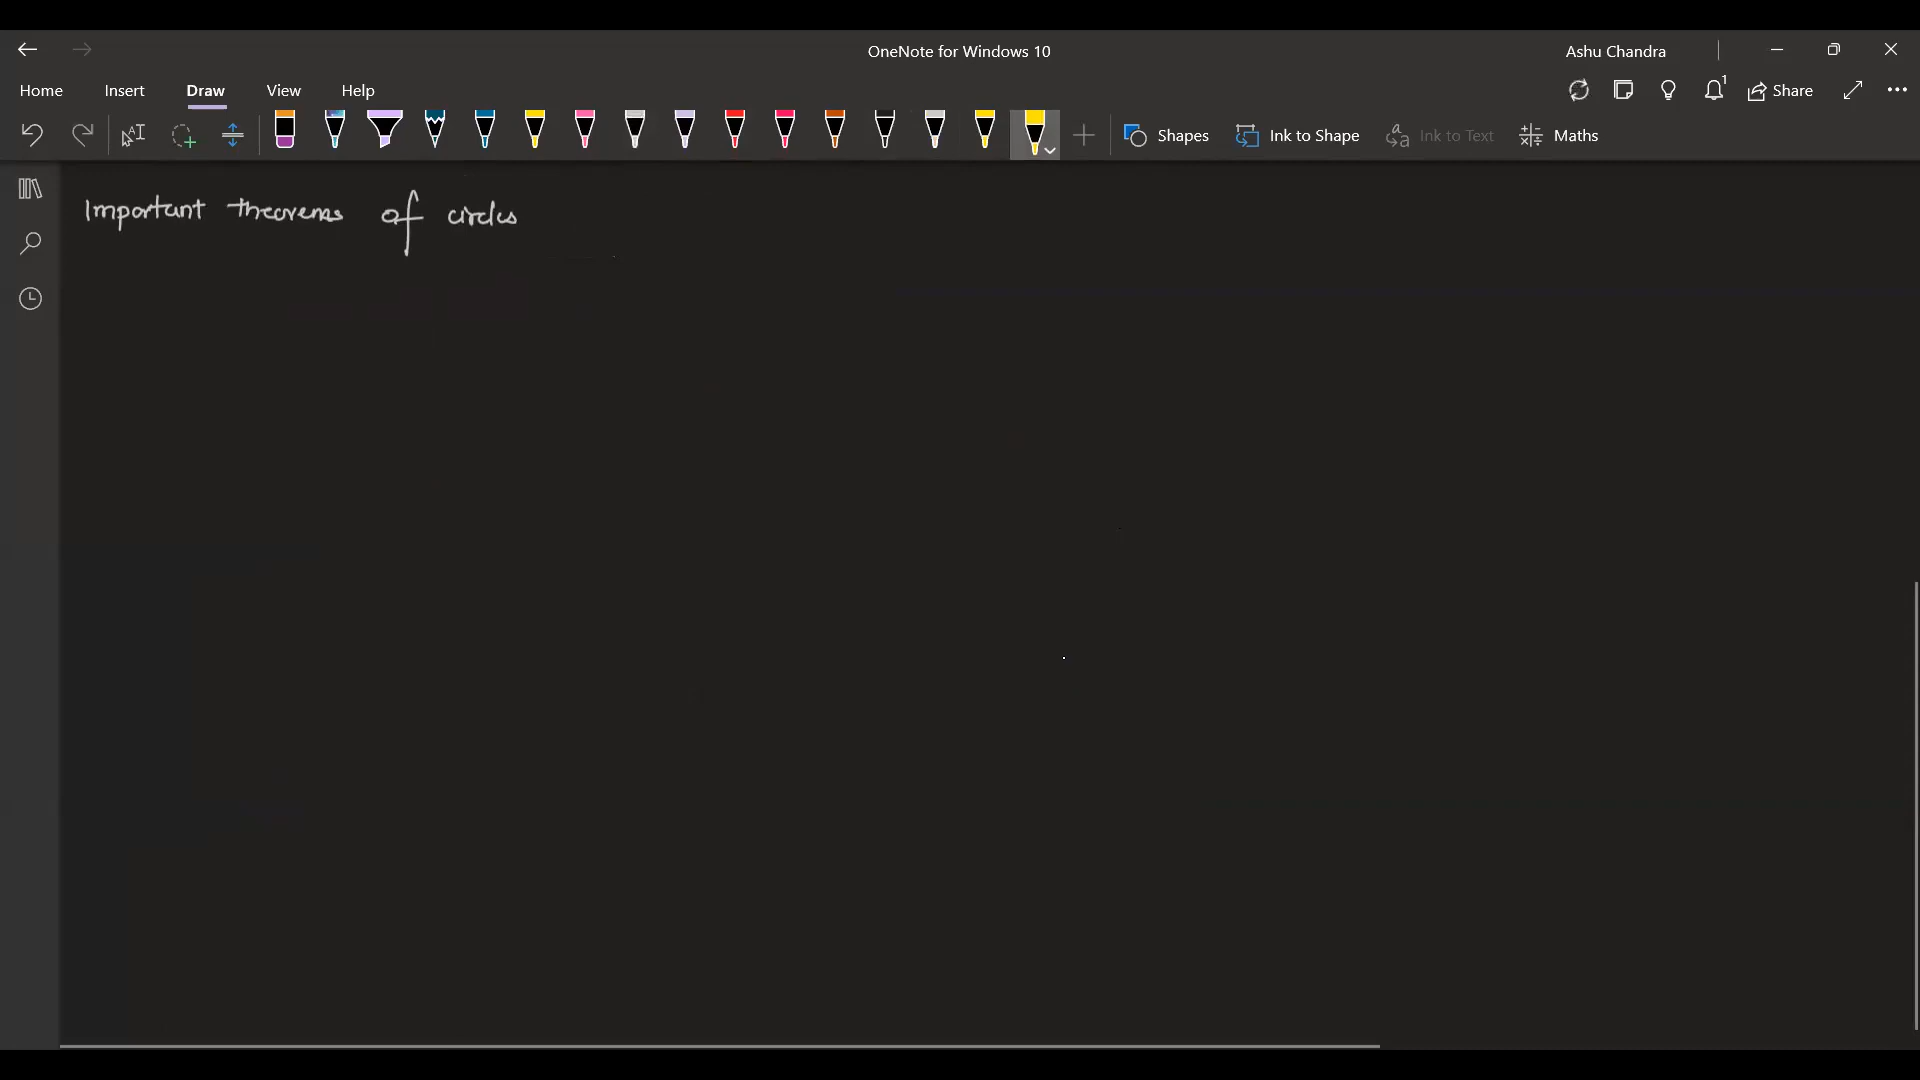 OneNote for Windows 10
Ashu Chandra
Home Insert Draw View Help
1
Share
Shapes Ink to Shape Ink to Text Maths
Important theorems of circles